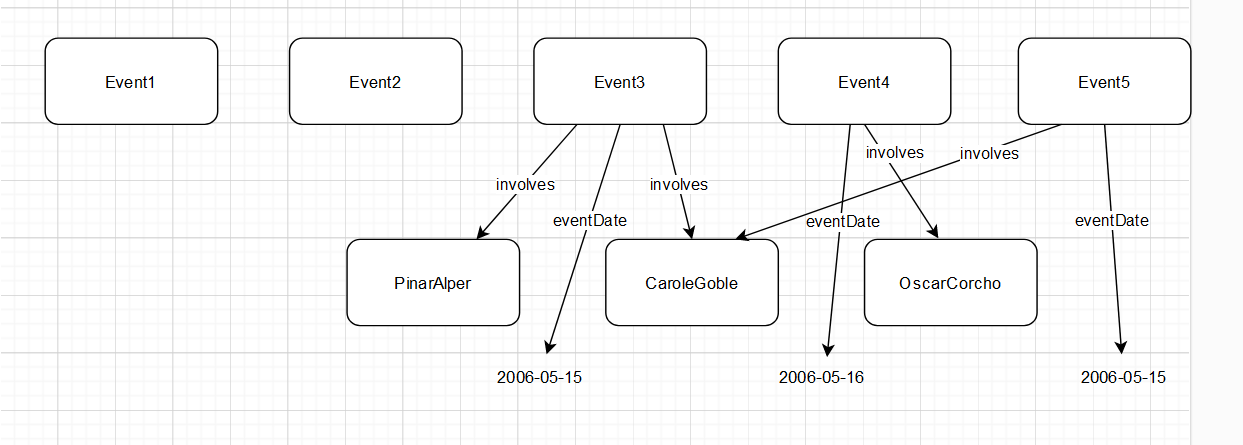 Event1
Event2
Event3
Event4
Event5
involves
involves
involves
involves
eventDate
eventDate
eventDate
PinarAlper
CaroleGoble
OscarCorcho
2006-05-15
2006-05-16
2006-05-15